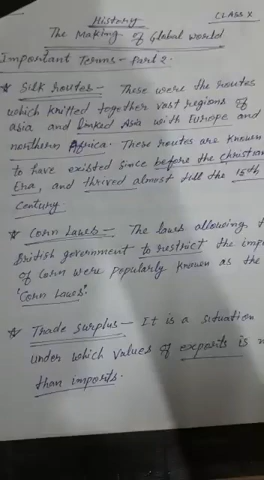 History
CLASS X
The Making of Global world
Important Terms - Part 2.
* Silk routes - These were the routes
which knitted together vast regions of
asia and linked Asia with Europe and
northern Africa. These routes are known
to have existed since before the christian
Era, and thrived almost till the 15th
Century
* Corn Laws - The laws allowing
British government to restrict the
of Corn were popularly known as the
'Corn Laws'.
* Trade surplus - It is a situation
under which values of exports is
than imports.